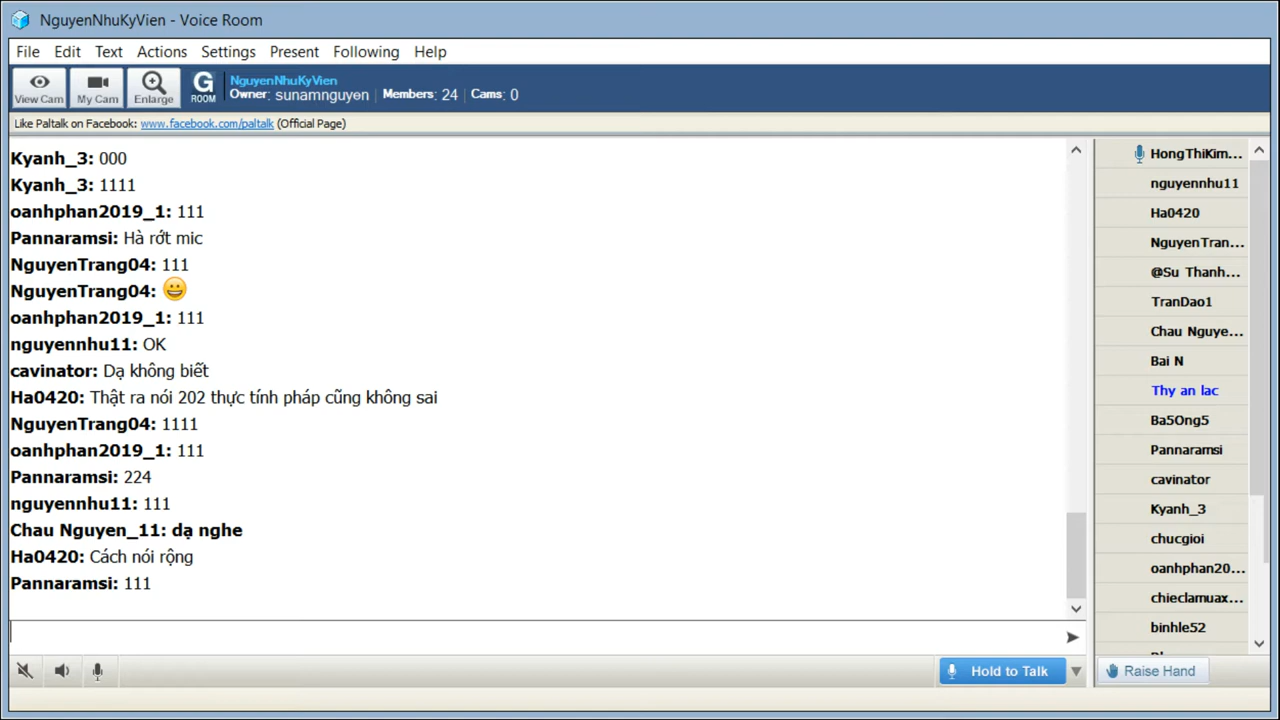 NguyenNhuKyVien - Voice Room
File Edit Text Actions Settings Present Following Help
View Cam My Cam Enlarge G ROOM NguyenNhuKyVien
Owner: sunamnguyen Members: 24 Cams: 0
Like Paltalk on Facebook: www.facebook.com/paltalk (Official Page)
Kyanh_3: 000
Kyanh_3: 1111
oanhphan2019_1: 111
Pannaramsi: Hà rớt mic
NguyenTrang04: 111
NguyenTrang04: 😀
oanhphan2019_1: 111
nguyennhu11: OK
cavinator: Dạ không biết
Ha0420: Thật ra nói 202 thực tính pháp cũng không sai
NguyenTrang04: 1111
oanhphan2019_1: 111
Pannaramsi: 224
nguyennhu11: 111
Chau Nguyen_11: dạ nghe
Ha0420: Cách nói rộng
Pannaramsi: 111
HongThiKim...
nguyennhu11
Ha0420
NguyenTran...
@Su Thanh...
TranDao1
Chau Nguye...
Bai N
Thy an lac
Ba5Ong5
Pannaramsi
cavinator
Kyanh_3
chucgioi
oanhphan20...
chieclamuax...
binhle52
Hold to Talk
Raise Hand